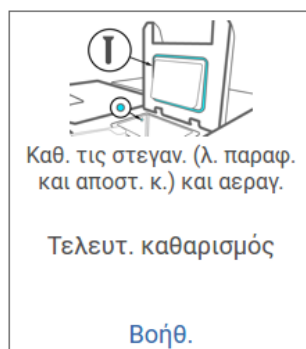 Καθ. τις στεγαν. (λ. παραφ.
και αποστ. κ.) και αεραγ.
Τελευτ. καθαρισμός
Βοήθ.